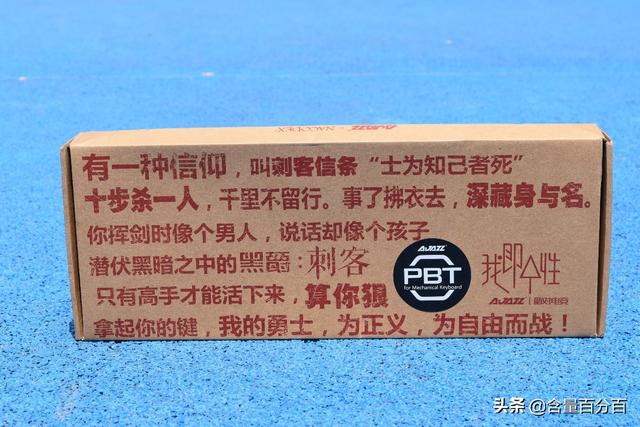 AJAZZ
有一种信仰，叫刺客信条“士为知己者死”
十步杀一人，千里不留行。事了拂衣去，深藏身与名。
你挥剑时像个男人，说话却像个孩子
潜伏黑暗之中的黑爵：刺客
只有高手才能活下来，算你狠
拿起你的键，我的勇士，为正义，为自由而战！
AJAZZ
PBT
for Mechanical Keyboard
我即个性
AJAZZ
头条 @含量百分百